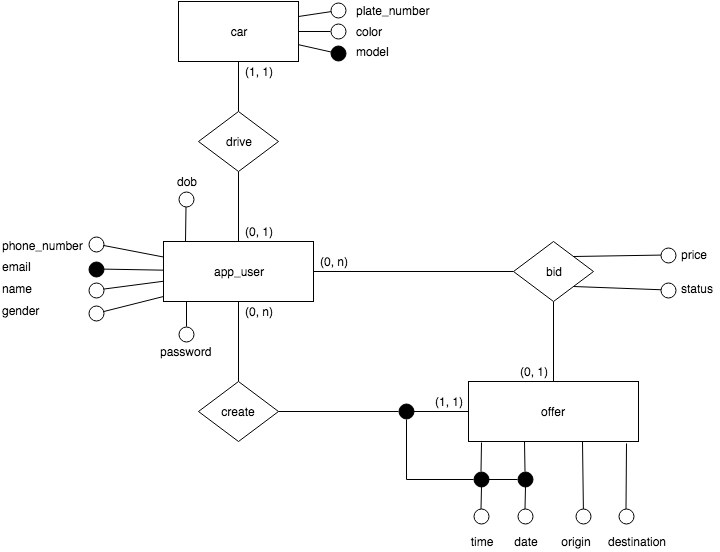 plate_number
car
color
model
(1, 1)
drive
dob
(0, 1)
phone_number
email
name
gender
app_user
(0, n)
bid
price
status
(0, n)
password
(0, 1)
create
(1, 1)
offer
time
date
origin
destination